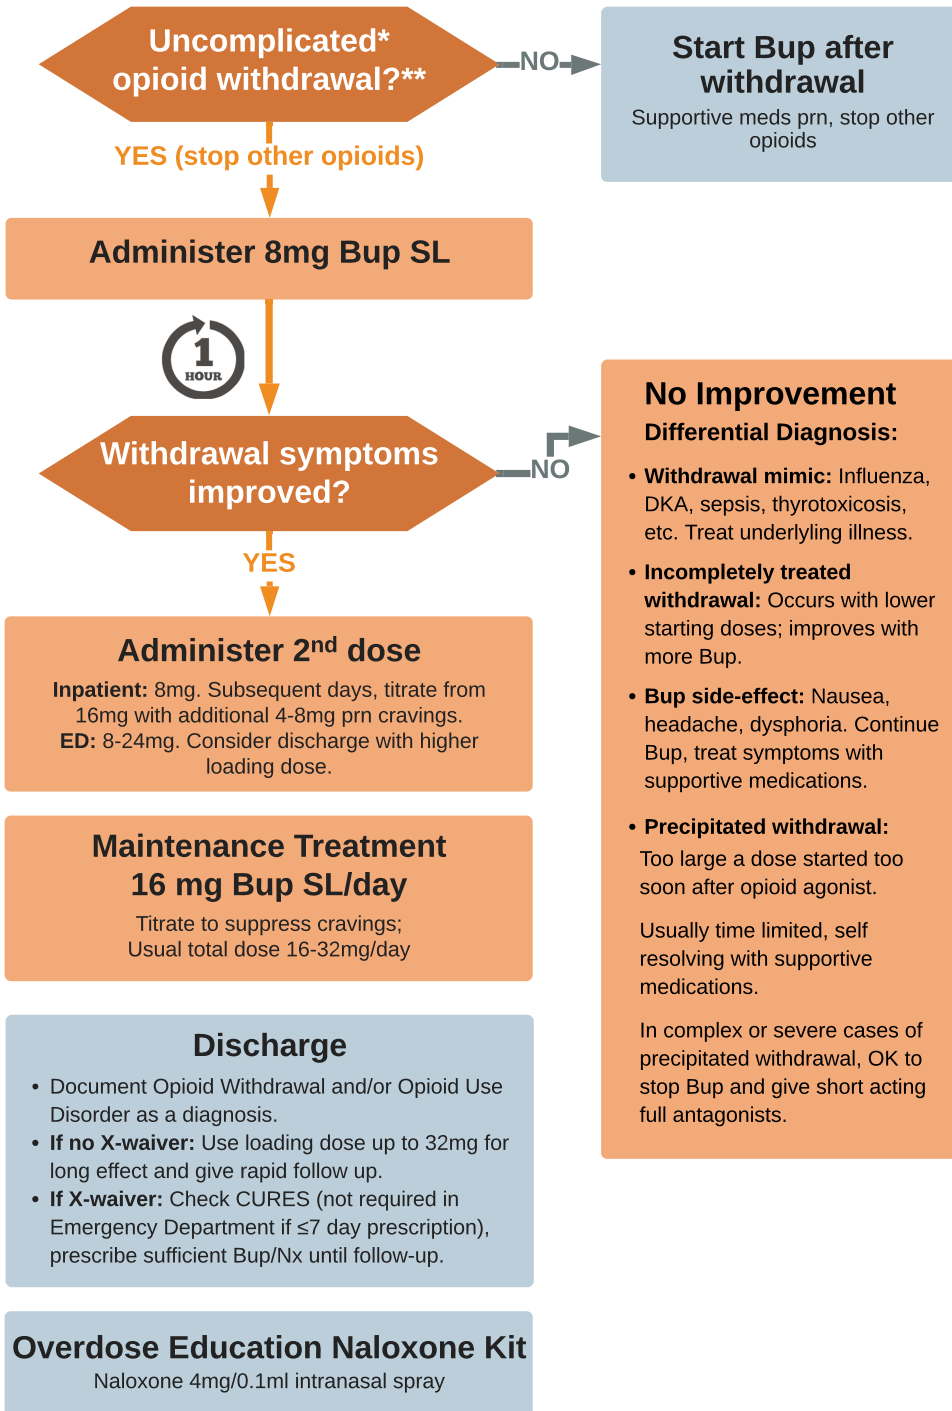 Uncomplicated*
opioid withdrawal?**
NO
Start Bup after
withdrawal
Supportive meds prn, stop other
opioids
YES (stop other opioids)
Administer 8mg Bup SL
1
HOUR
Withdrawal symptoms
improved?
NO
YES
No Improvement
Differential Diagnosis:
• Withdrawal mimic: Influenza,
DKA, sepsis, thyrotoxicosis,
etc. Treat underlyling illness.
• Incompletely treated
withdrawal: Occurs with lower
starting doses; improves with
more Bup.
• Bup side-effect: Nausea,
headache, dysphoria. Continue
Bup, treat symptoms with
supportive medications.
• Precipitated withdrawal:
Too large a dose started too
soon after opioid agonist.
Usually time limited, self
resolving with supportive
medications.
In complex or severe cases of
precipitated withdrawal, OK to
stop Bup and give short acting
full antagonists.
Administer 2nd dose
Inpatient: 8mg. Subsequent days, titrate from
16mg with additional 4-8mg prn cravings.
ED: 8-24mg. Consider discharge with higher
loading dose.
Maintenance Treatment
16 mg Bup SL/day
Titrate to suppress cravings;
Usual total dose 16-32mg/day
Discharge
• Document Opioid Withdrawal and/or Opioid Use
Disorder as a diagnosis.
• If no X-waiver: Use loading dose up to 32mg for
long effect and give rapid follow up.
• If X-waiver: Check CURES (not required in
Emergency Department if ≤7 day prescription),
prescribe sufficient Bup/Nx until follow-up.
Overdose Education Naloxone Kit
Naloxone 4mg/0.1ml intranasal spray